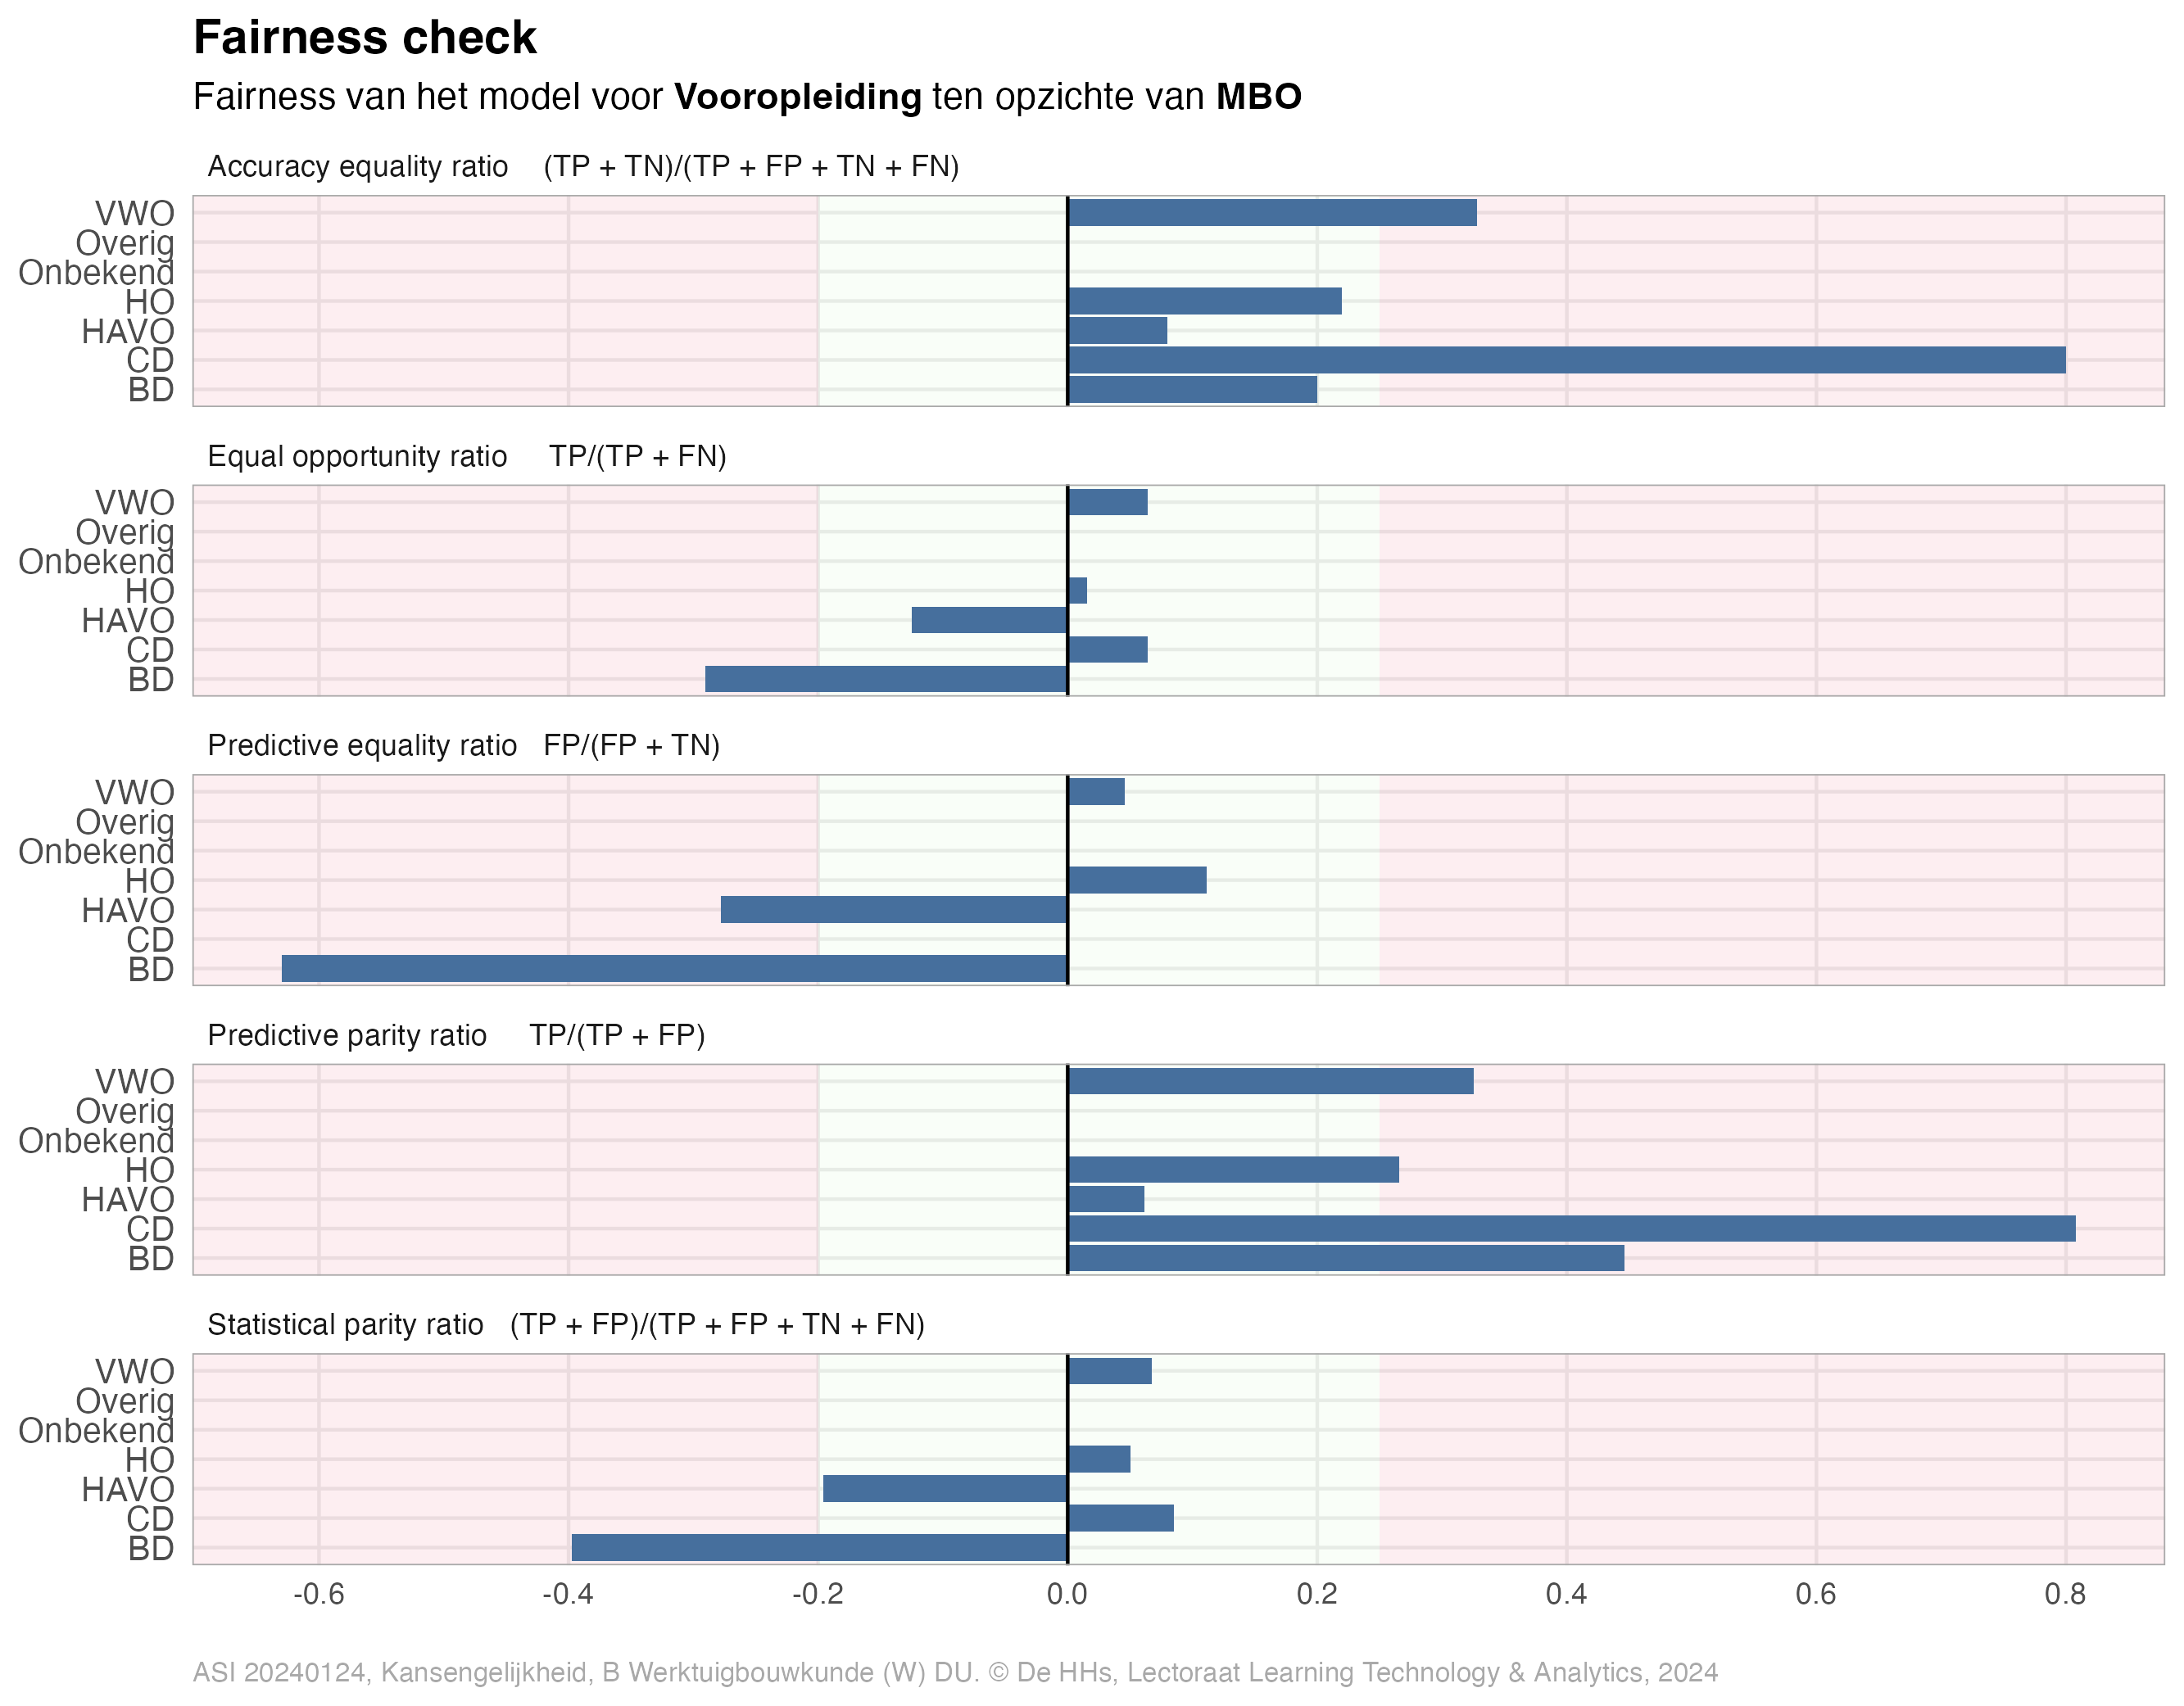 Fairness check
Fairness van het model voor Vooropleiding ten opzichte van MBO
Accuracy equality ratio (TP + TN)/(TP + FP + TN + FN)
VWO
Overig
Onbekend
HO
HAVO
CD
BD
Equal opportunity ratio TP/(TP + FN)
VWO
Overig
Onbekend
HO
HAVO
CD
BD
Predictive equality ratio FP/(FP + TN)
VWO
Overig
Onbekend
HO
HAVO
CD
BD
Predictive parity ratio TP/(TP + FP)
VWO
Overig
Onbekend
HO
HAVO
CD
BD
Statistical parity ratio (TP + FP)/(TP + FP + TN + FN)
VWO
Overig
Onbekend
HO
HAVO
CD
BD
-0.6 -0.4 -0.2 0.0 0.2 0.4 0.6 0.8
ASI 20240124, Kansengelijkheid, B Werktuigbouwkunde (W) DU. © De HHs, Lectoraat Learning Technology & Analytics, 2024